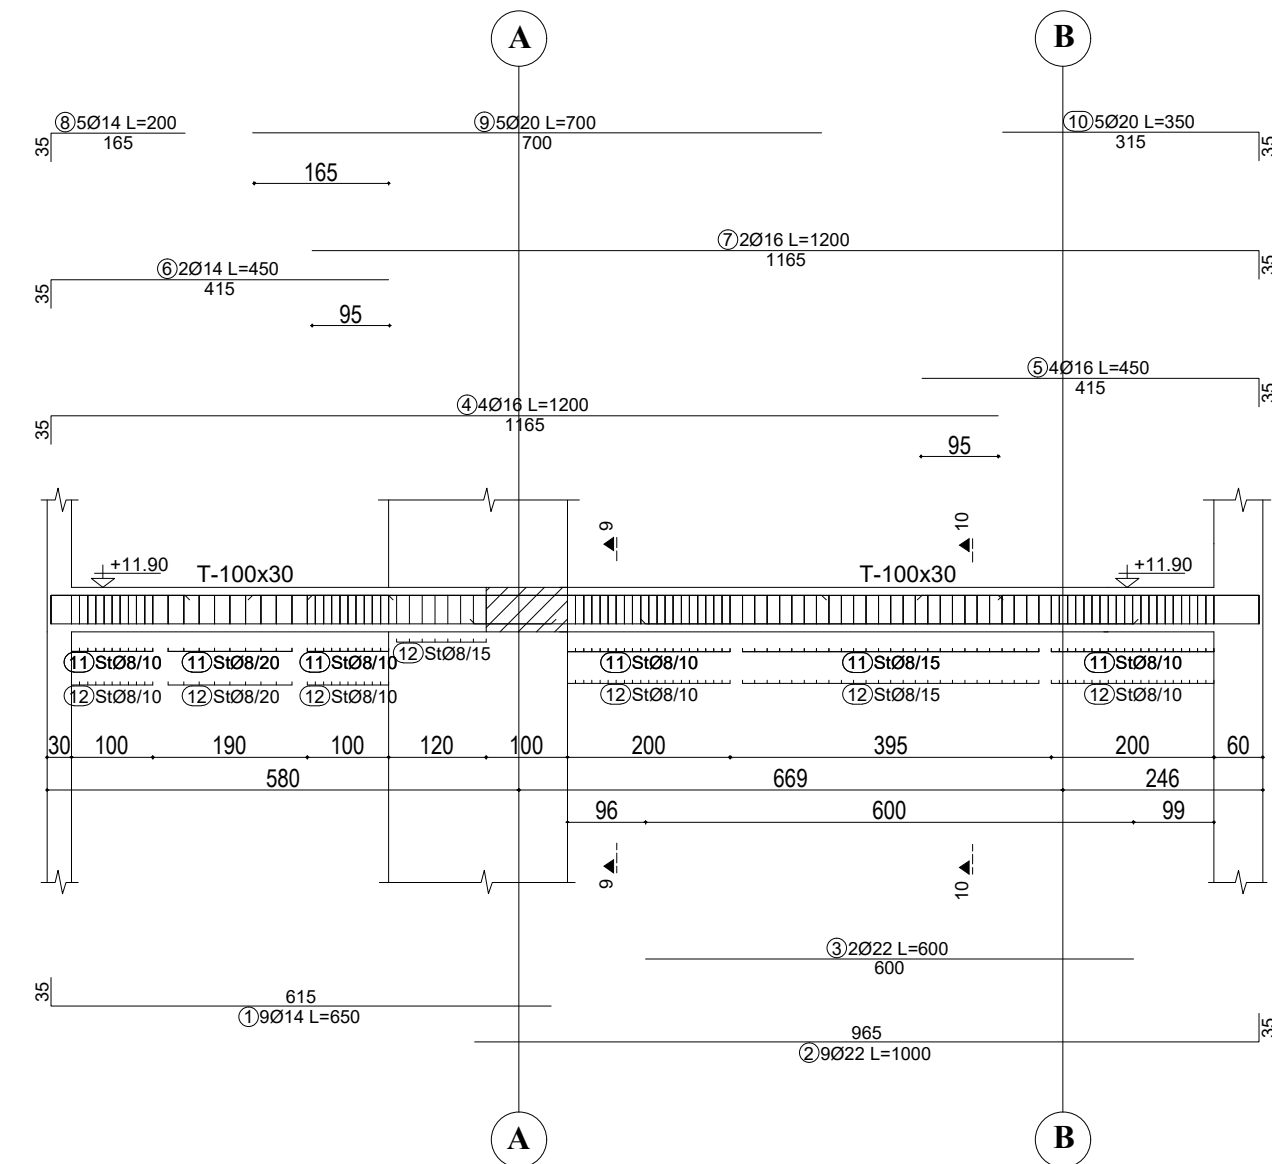 A
B
⑧5Ø14 L=200
165
35
⑨5Ø20 L=700
700
⑩5Ø20 L=350
315
35
165
⑦2Ø16 L=1200
1165
35
⑥2Ø14 L=450
415
35
95
⑤4Ø16 L=450
415
35
④4Ø16 L=1200
1165
35
95
9
10
+11.90
T-100x30
T-100x30
+11.90
⑫StØ8/15
⑪StØ8/10
⑪StØ8/20
⑪StØ8/10
⑪StØ8/10
⑪StØ8/15
⑪StØ8/10
⑫StØ8/10
⑫StØ8/20
⑫StØ8/10
⑫StØ8/10
⑫StØ8/15
⑫StØ8/10
30 100 190 100 120 100 200 395 200 60
580 669 246
96 600 99
9
10
③2Ø22 L=600
600
35
615
①9Ø14 L=650
965
35
②9Ø22 L=1000
A
B